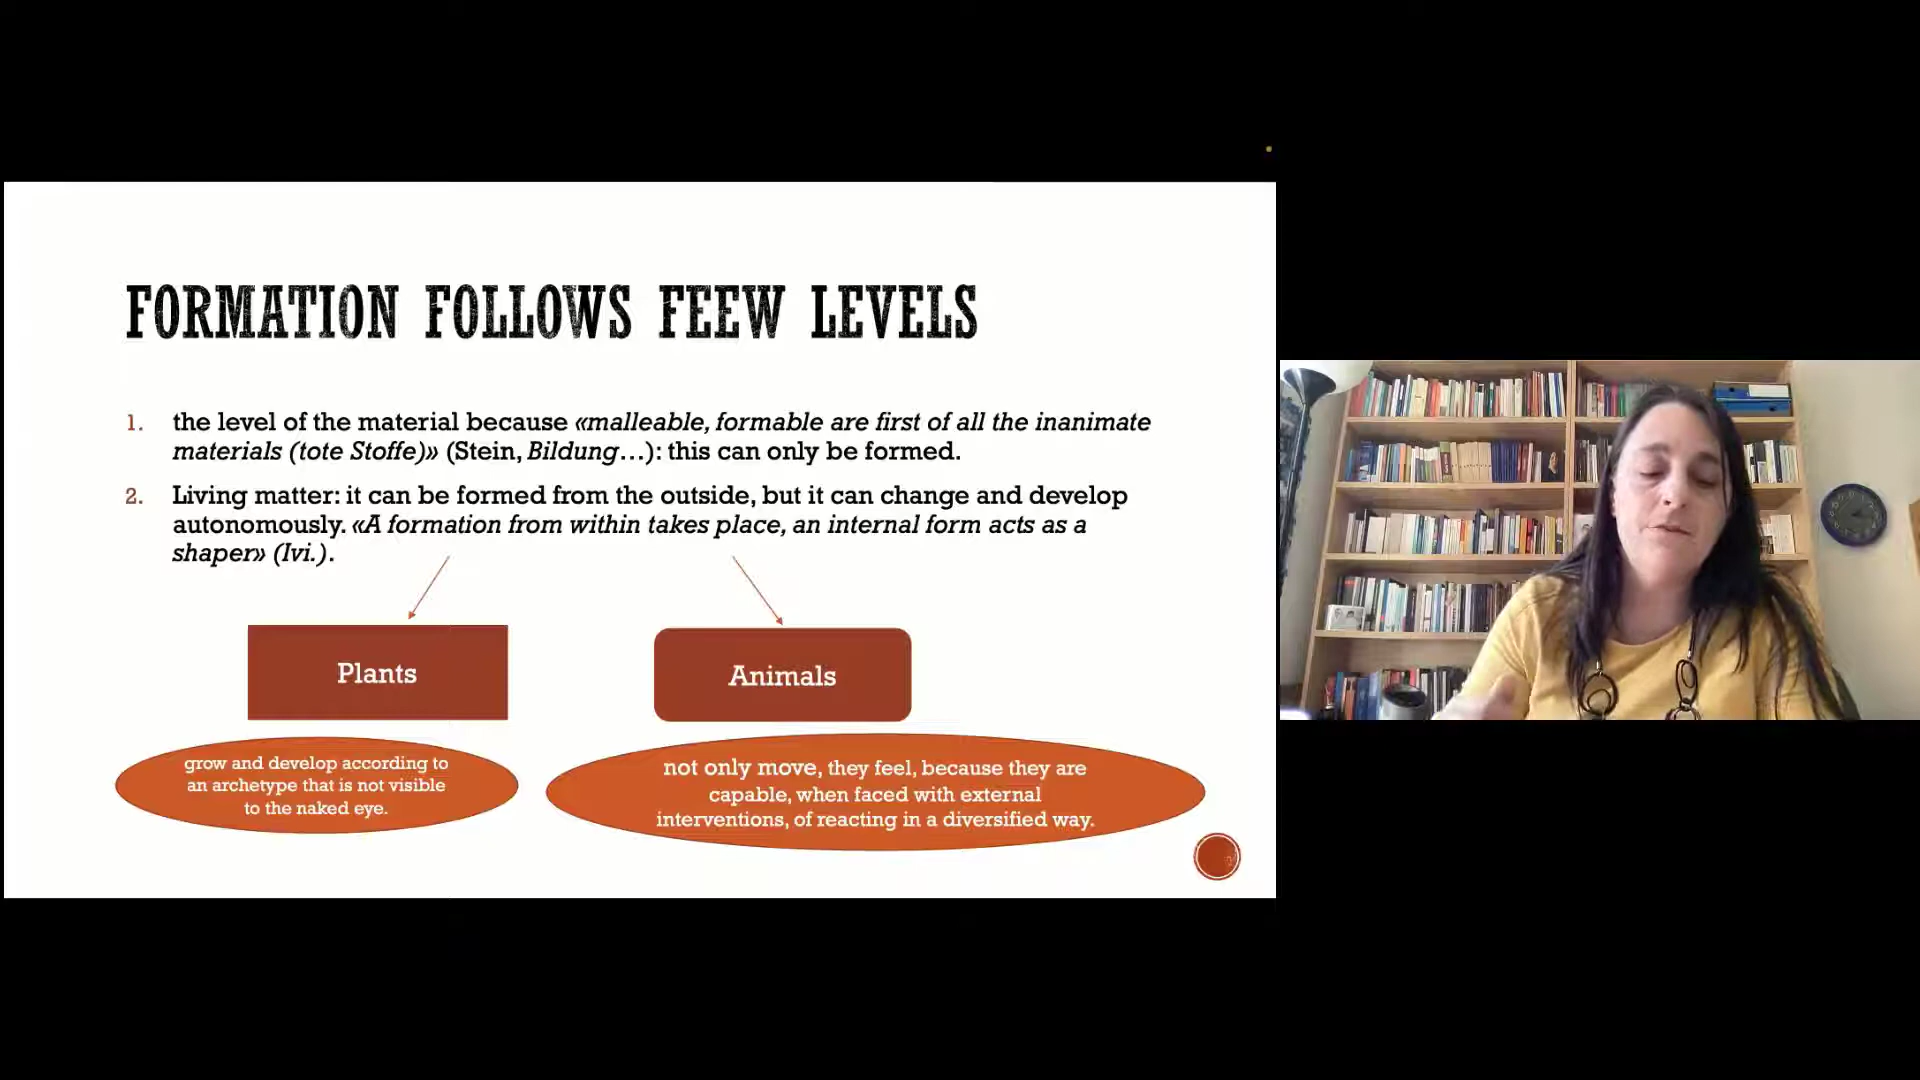 FORMATION FOLLOWS FEEW LEVELS
1. the level of the material because «malleable, formable are first of all the inanimate
materials (tote Stoffe)» (Stein, Bildung…): this can only be formed.
2. Living matter: it can be formed from the outside, but it can change and develop
autonomously. «A formation from within takes place, an internal form acts as a
shaper» (Ivi.).
Plants
Animals
grow and develop according to
an archetype that is not visible
to the naked eye.
not only move, they feel, because they are
capable, when faced with external
interventions, of reacting in a diversified way.